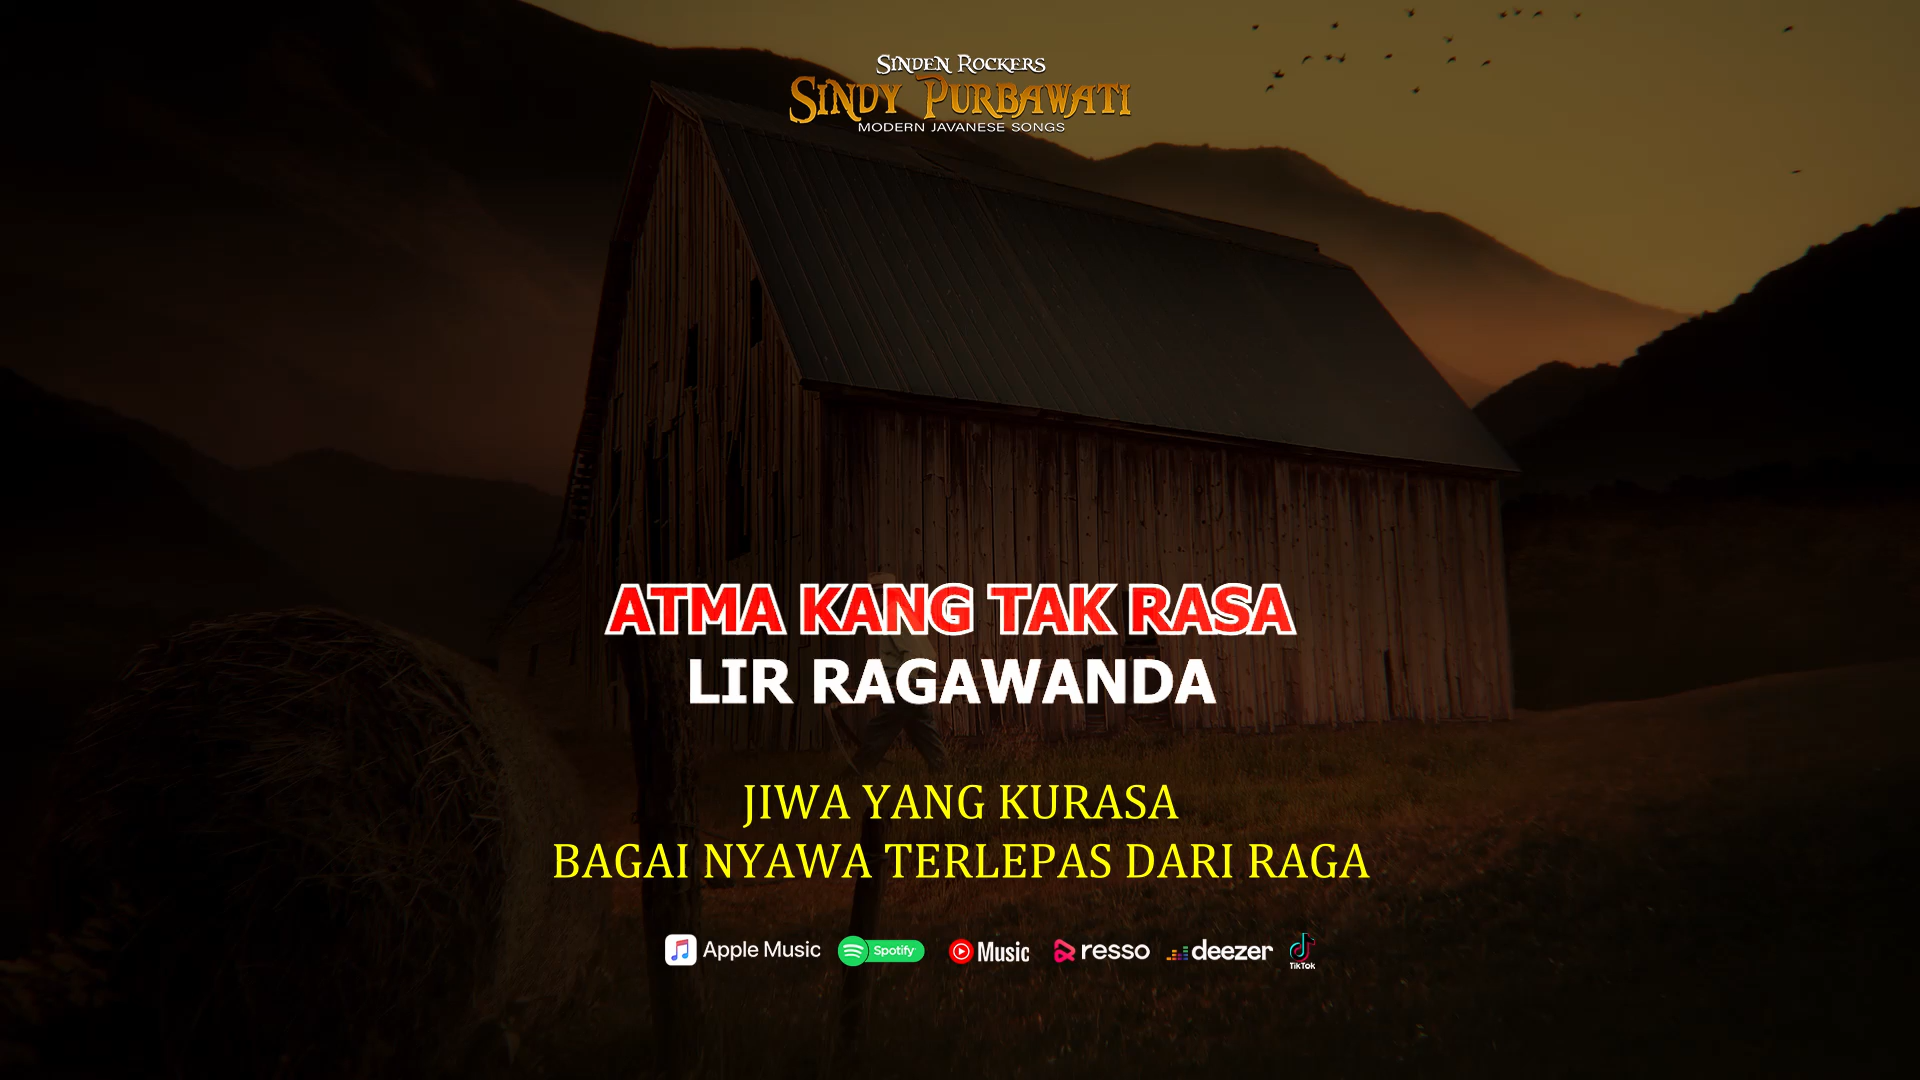 SINDEN ROCKERS
SINDY PURBAWATI
MODERN JAVANESE SONGS
ATMA KANG TAK RASA
LIR RAGAWANDA
JIWA YANG KURASA
BAGAI NYAWA TERLEPAS DARI RAGA
Apple Music Spotify Music resso deezer TikTok